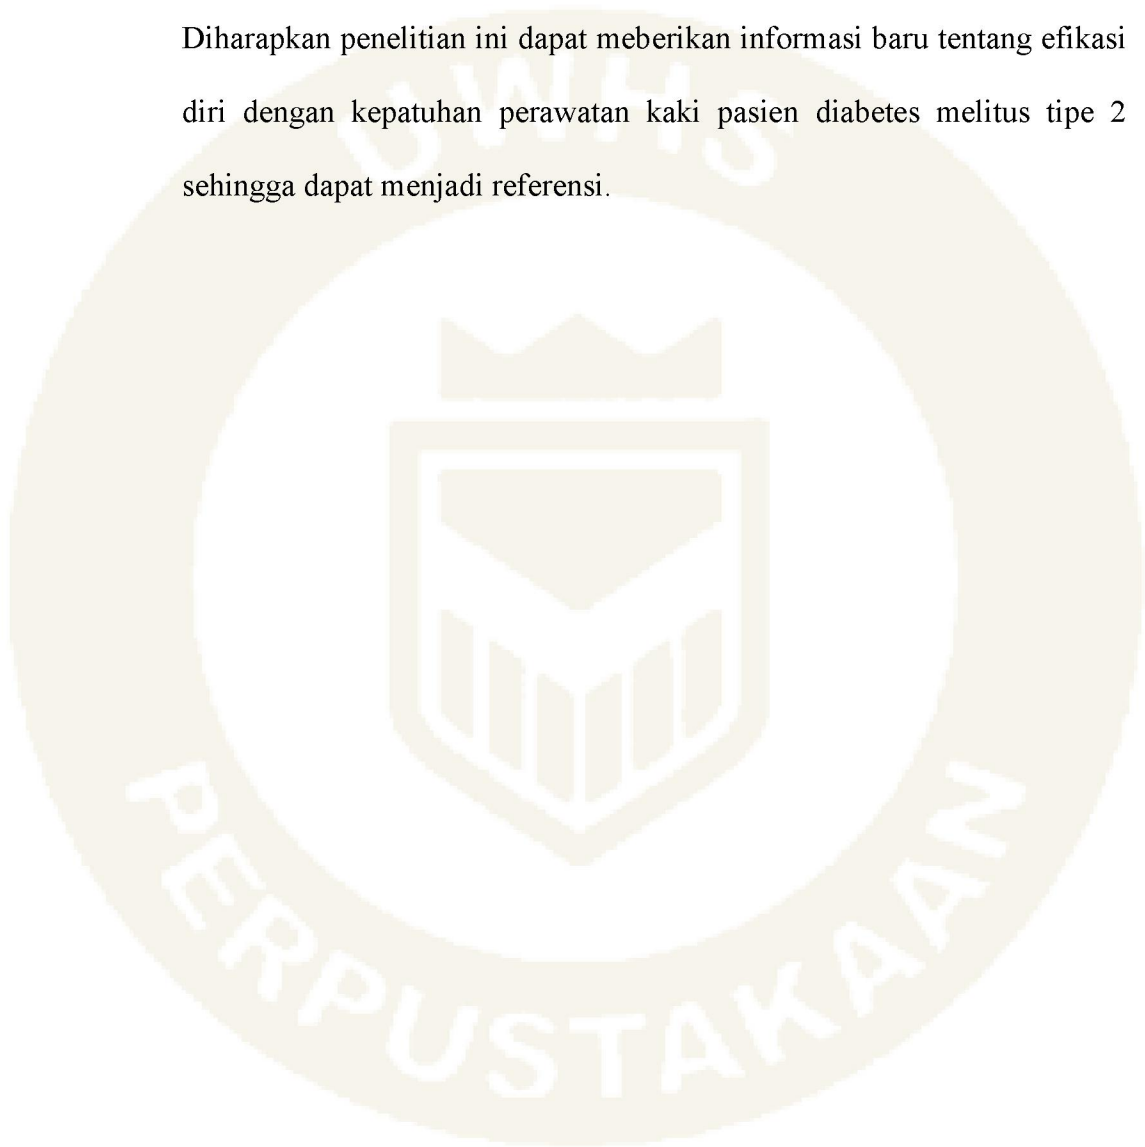 Diharapkan penelitian ini dapat meberikan informasi baru tentang efikasi
diri dengan kepatuhan perawatan kaki pasien diabetes melitus tipe 2
sehingga dapat menjadi referensi.
UWHS
PERPUSTAKAAN